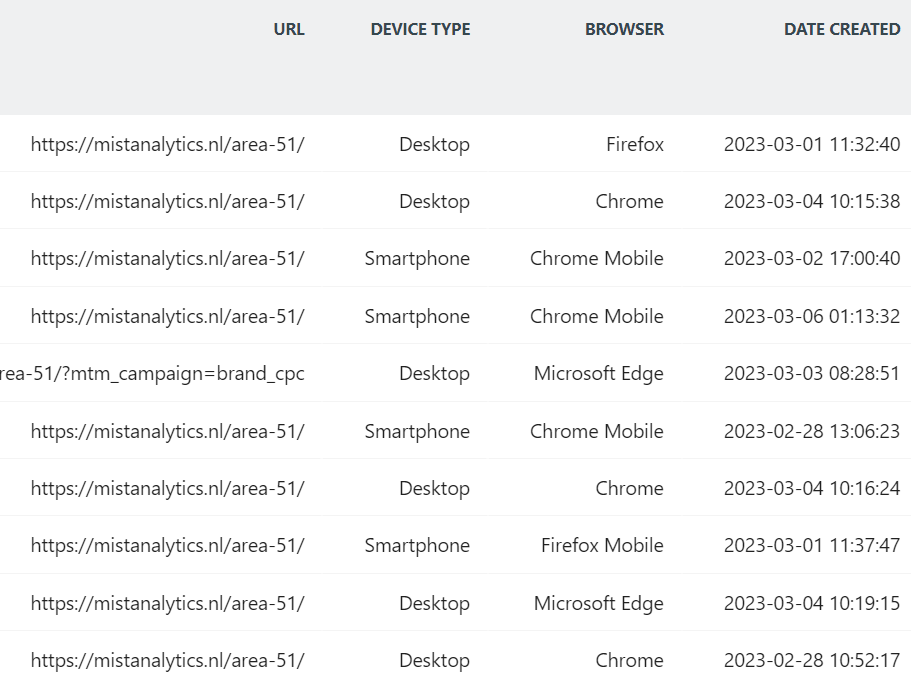 URL DEVICE TYPE BROWSER DATE CREATED
https://mistanalytics.nl/area-51/ Desktop Firefox 2023-03-01 11:32:40
https://mistanalytics.nl/area-51/ Desktop Chrome 2023-03-04 10:15:38
https://mistanalytics.nl/area-51/ Smartphone Chrome Mobile 2023-03-02 17:00:40
https://mistanalytics.nl/area-51/ Smartphone Chrome Mobile 2023-03-06 01:13:32
rea-51/?mtm_campaign=brand_cpc Desktop Microsoft Edge 2023-03-03 08:28:51
https://mistanalytics.nl/area-51/ Smartphone Chrome Mobile 2023-02-28 13:06:23
https://mistanalytics.nl/area-51/ Desktop Chrome 2023-03-04 10:16:24
https://mistanalytics.nl/area-51/ Smartphone Firefox Mobile 2023-03-01 11:37:47
https://mistanalytics.nl/area-51/ Desktop Microsoft Edge 2023-03-04 10:19:15
https://mistanalytics.nl/area-51/ Desktop Chrome 2023-02-28 10:52:17